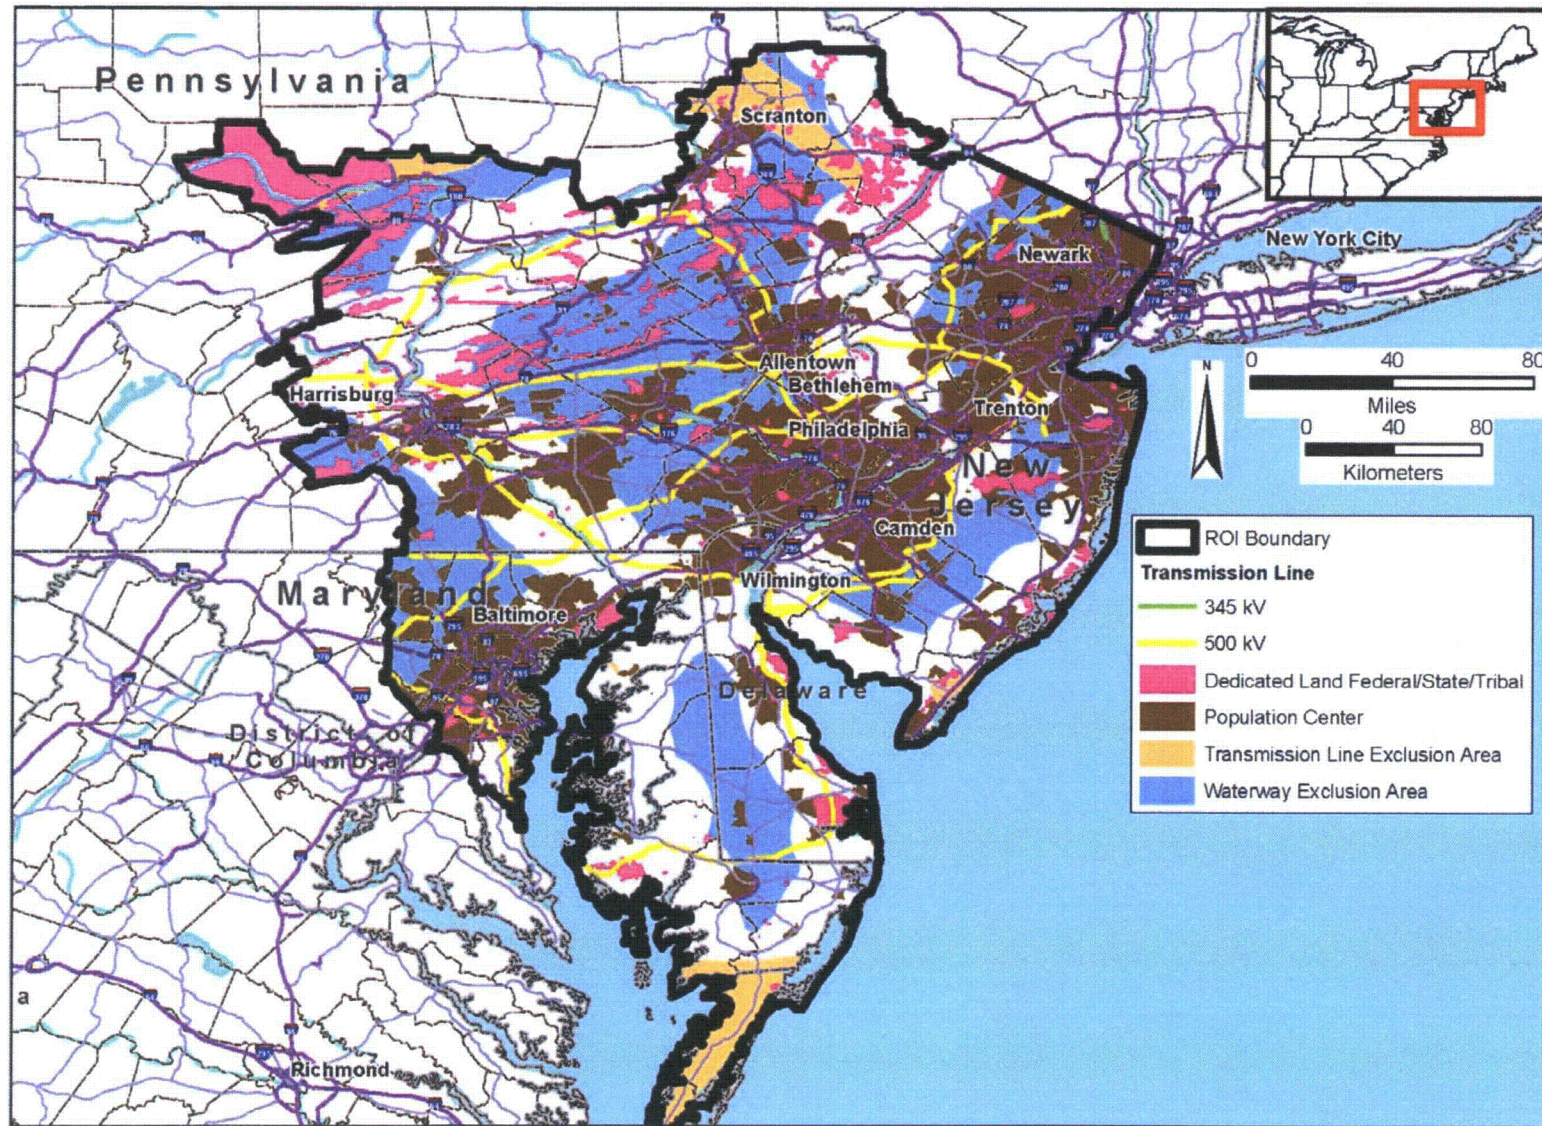 Pennsylvania
Scranton
New York City
Newark
N
0 40 80
Miles
0 40 80
Kilometers
Allentown
Bethlehem
Harrisburg
Trenton
Philadelphia
New
Jersey
Camden
Wilmington
Maryland
Baltimore
Delaware
District of
Columbia
a
Richmond
ROI Boundary
Transmission Line
345 kV
500 kV
Dedicated Land Federal/State/Tribal
Population Center
Transmission Line Exclusion Area
Waterway Exclusion Area